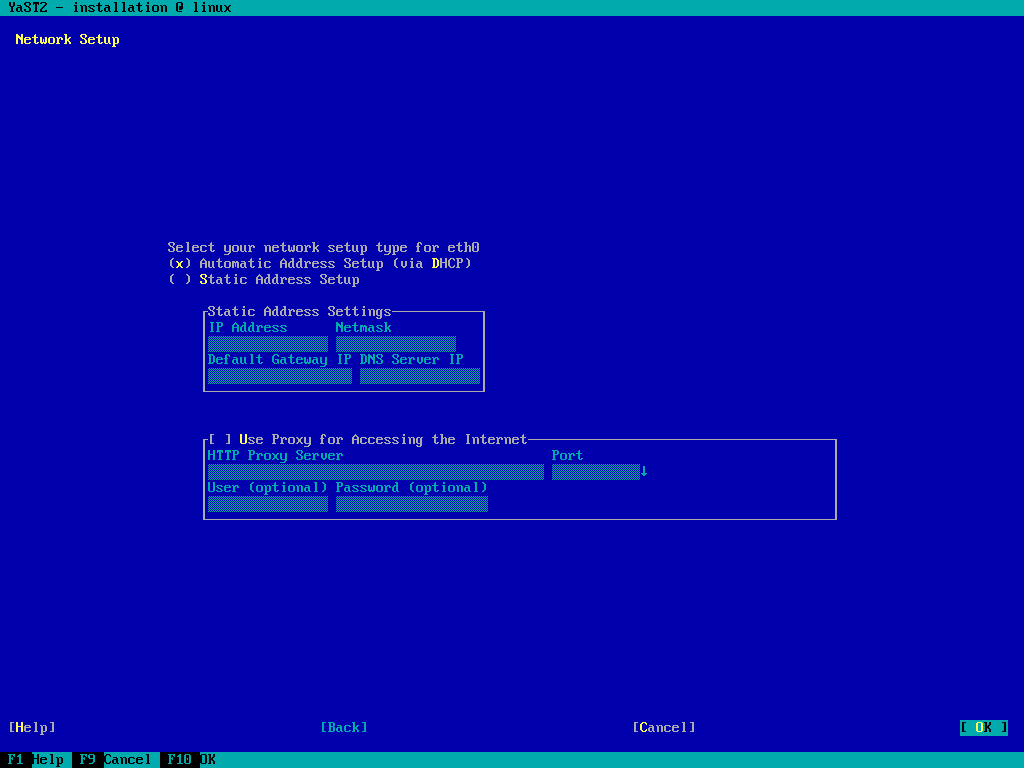 YaST2 - installation @ linux
Network Setup
Select your network setup type for eth0
(x) Automatic Address Setup (via DHCP)
( ) Static Address Setup
Static Address Settings
IP Address Netmask
Default Gateway IP DNS Server IP
[ ] Use Proxy for Accessing the Internet
HTTP Proxy Server Port
↓
User (optional) Password (optional)
[Help] [Back] [Cancel] [ OK ]
F1 Help F9 Cancel F10 OK